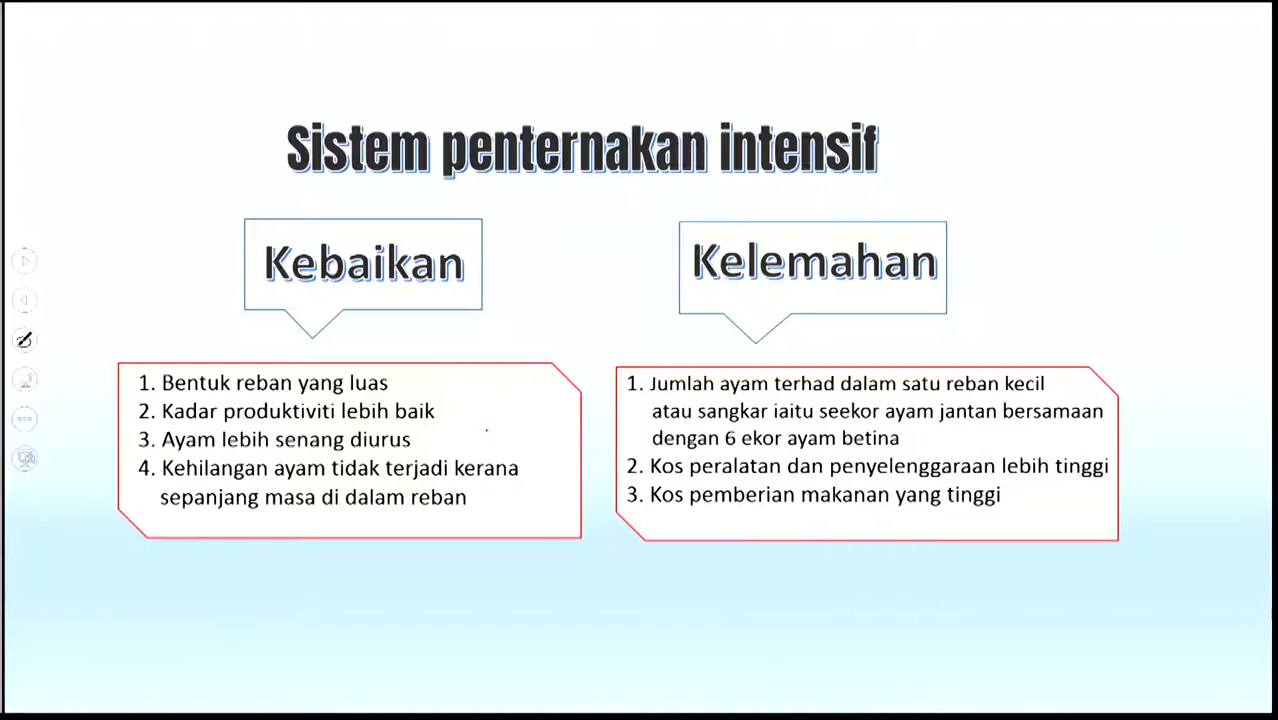 Sistem penternakan intensif
Kebaikan
1. Bentuk reban yang luas
2. Kadar produktiviti lebih baik
3. Ayam lebih senang diurus
4. Kehilangan ayam tidak terjadi kerana
sepanjang masa di dalam reban
Kelemahan
1. Jumlah ayam terhad dalam satu reban kecil
atau sangkar iaitu seekor ayam jantan bersamaan
dengan 6 ekor ayam betina
2. Kos peralatan dan penyelenggaraan lebih tinggi
3. Kos pemberian makanan yang tinggi